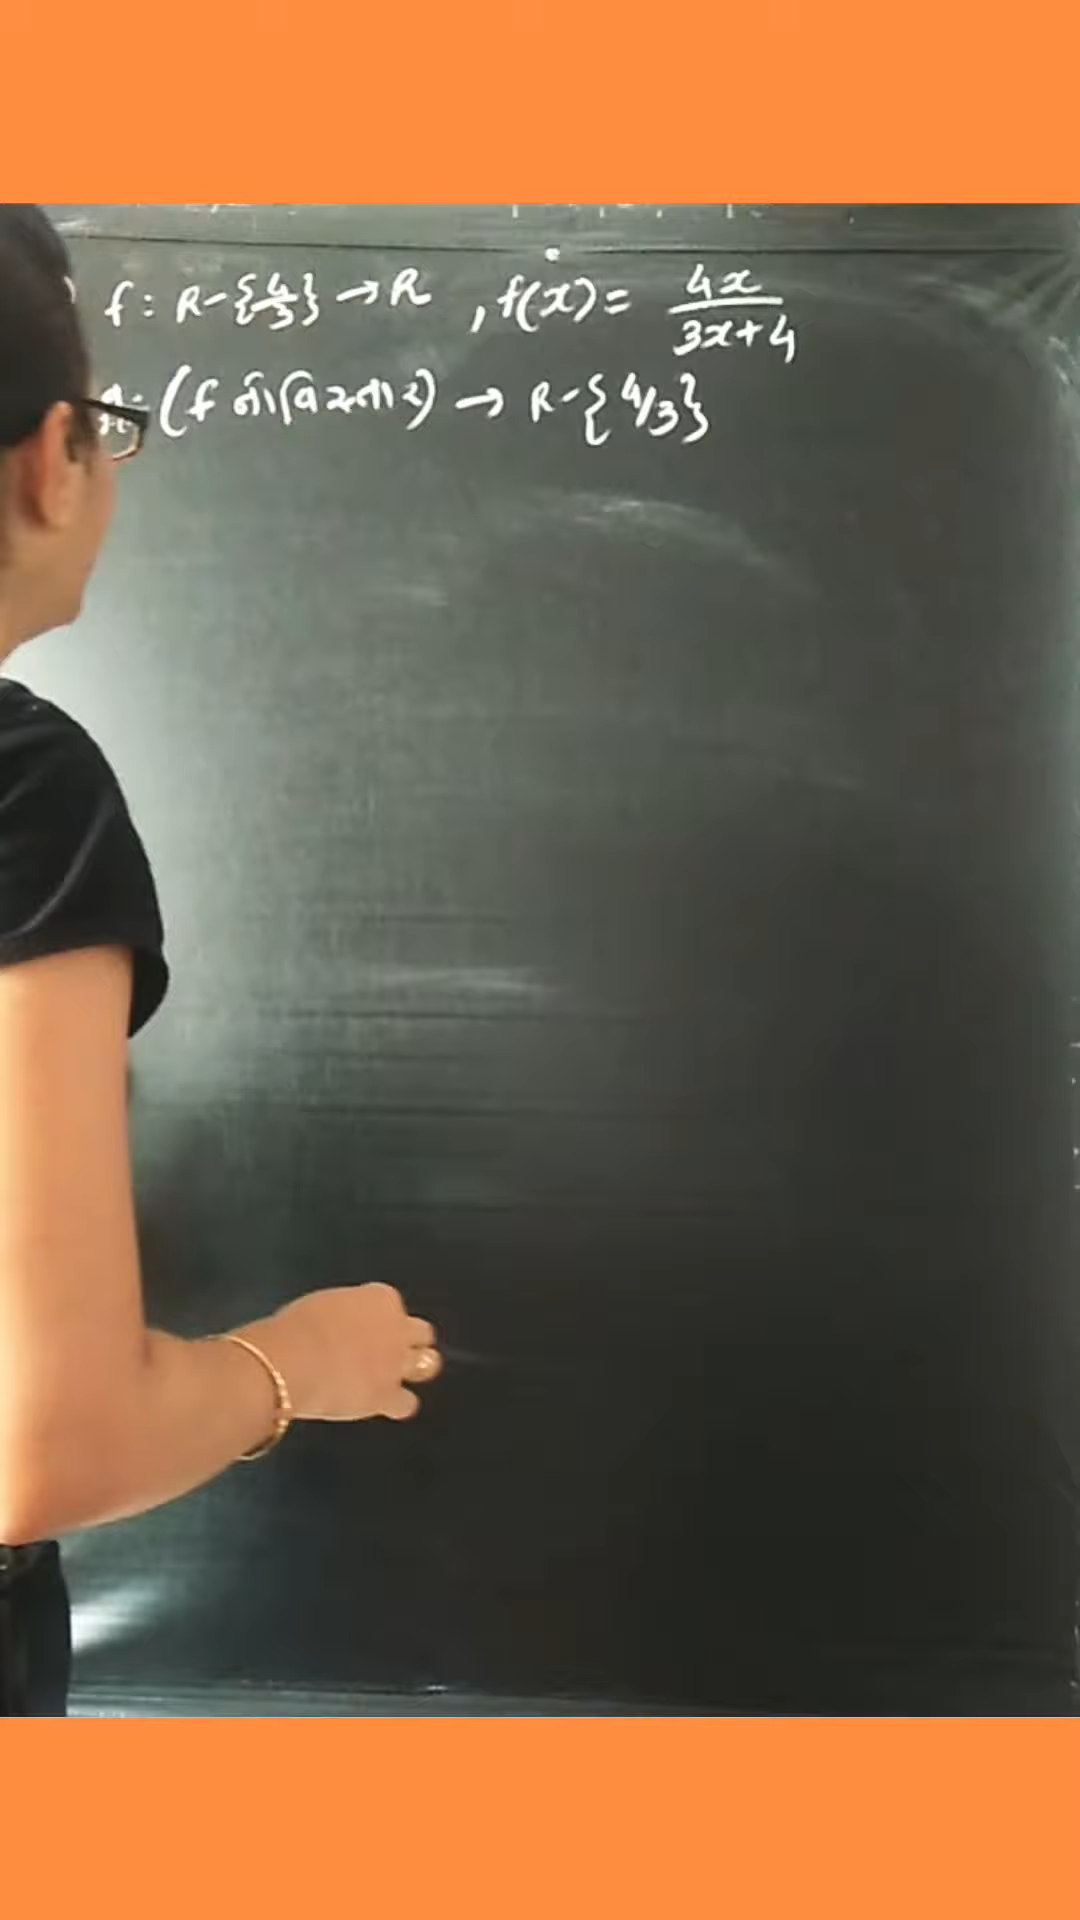 f : R - {4/3} → R , f(x) = 4x/3x+4
(f નો વિસ્તાર) → R - {4/3}